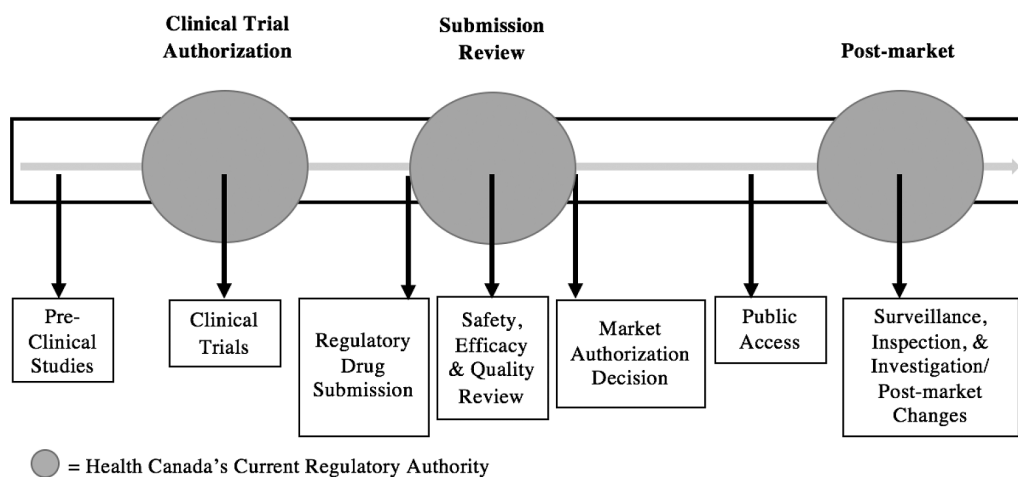 Clinical Trial
Authorization
Submission
Review
Post-market
Pre-
Clinical
Studies
Clinical
Trials
Regulatory
Drug
Submission
Safety,
Efficacy
& Quality
Review
Market
Authorization
Decision
Public
Access
Surveillance,
Inspection, &
Investigation/
Post-market
Changes
= Health Canada's Current Regulatory Authority